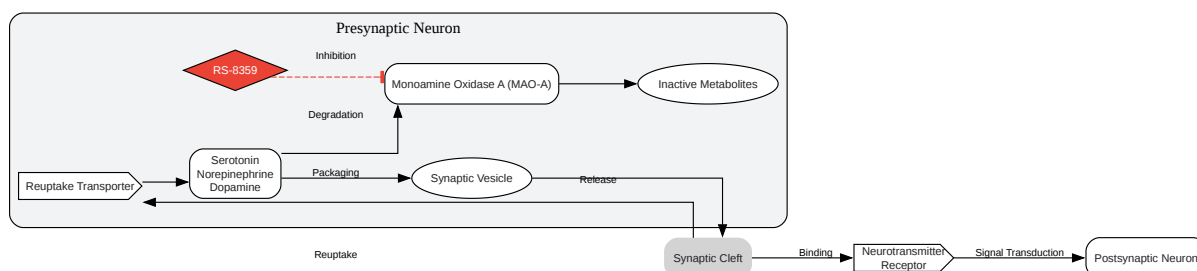 Presynaptic Neuron
Inhibition
RS-8359
Monoamine Oxidase A (MAO-A)
Inactive Metabolites
Degradation
Serotonin
Norepinephrine
Dopamine
Reuptake Transporter
Packaging
Synaptic Vesicle
Release
Reuptake
Synaptic Cleft
Binding
Neurotransmitter
Receptor
Signal Transduction
Postsynaptic Neuron